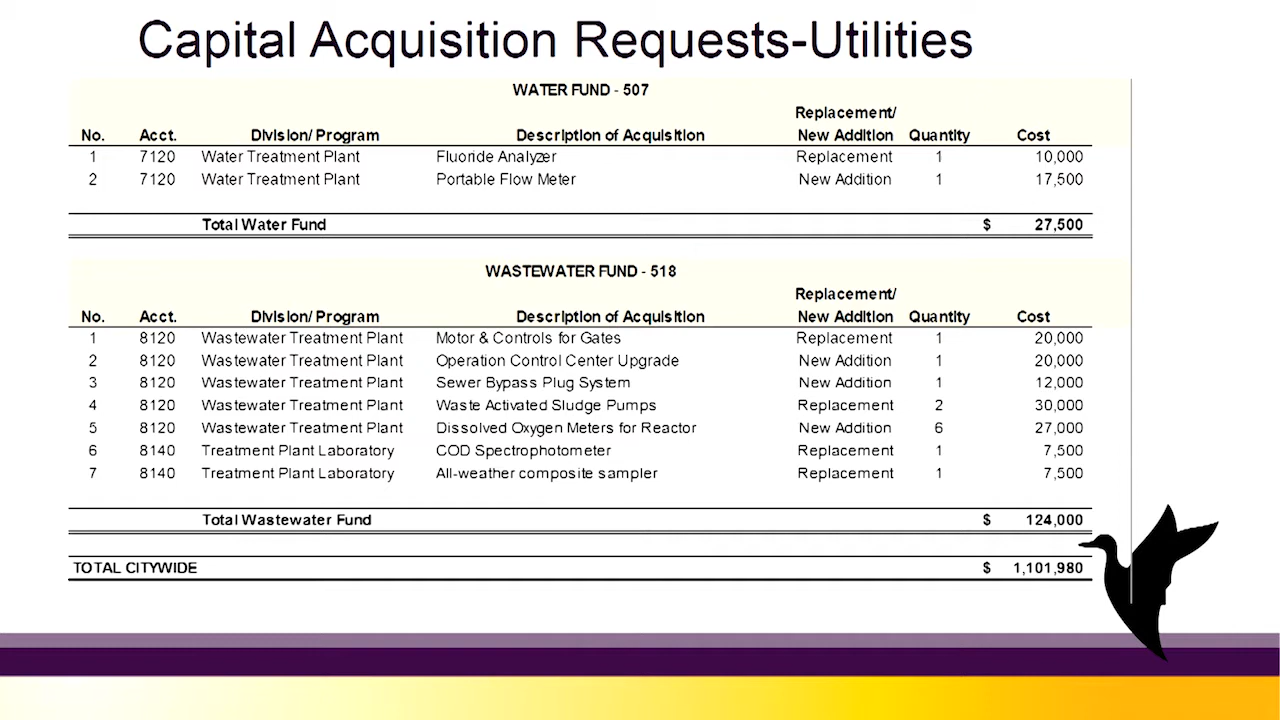 Capital Acquisition Requests-Utilities
WATER FUND - 507
Replacement/
No. Acct. Division/ Program Description of Acquisition New Addition Quantity Cost
1 7120 Water Treatment Plant Fluoride Analyzer Replacement 1 10,000
2 7120 Water Treatment Plant Portable Flow Meter New Addition 1 17,500
Total Water Fund $ 27,500
WASTEWATER FUND - 518
Replacement/
No. Acct. Division/ Program Description of Acquisition New Addition Quantity Cost
1 8120 Wastewater Treatment Plant Motor & Controls for Gates Replacement 1 20,000
2 8120 Wastewater Treatment Plant Operation Control Center Upgrade New Addition 1 20,000
3 8120 Wastewater Treatment Plant Sewer Bypass Plug System New Addition 1 12,000
4 8120 Wastewater Treatment Plant Waste Activated Sludge Pumps Replacement 2 30,000
5 8120 Wastewater Treatment Plant Dissolved Oxygen Meters for Reactor New Addition 6 27,000
6 8140 Treatment Plant Laboratory COD Spectrophotometer Replacement 1 7,500
7 8140 Treatment Plant Laboratory All-weather composite sampler Replacement 1 7,500
Total Wastewater Fund $ 124,000
TOTAL CITYWIDE $ 1,101,980